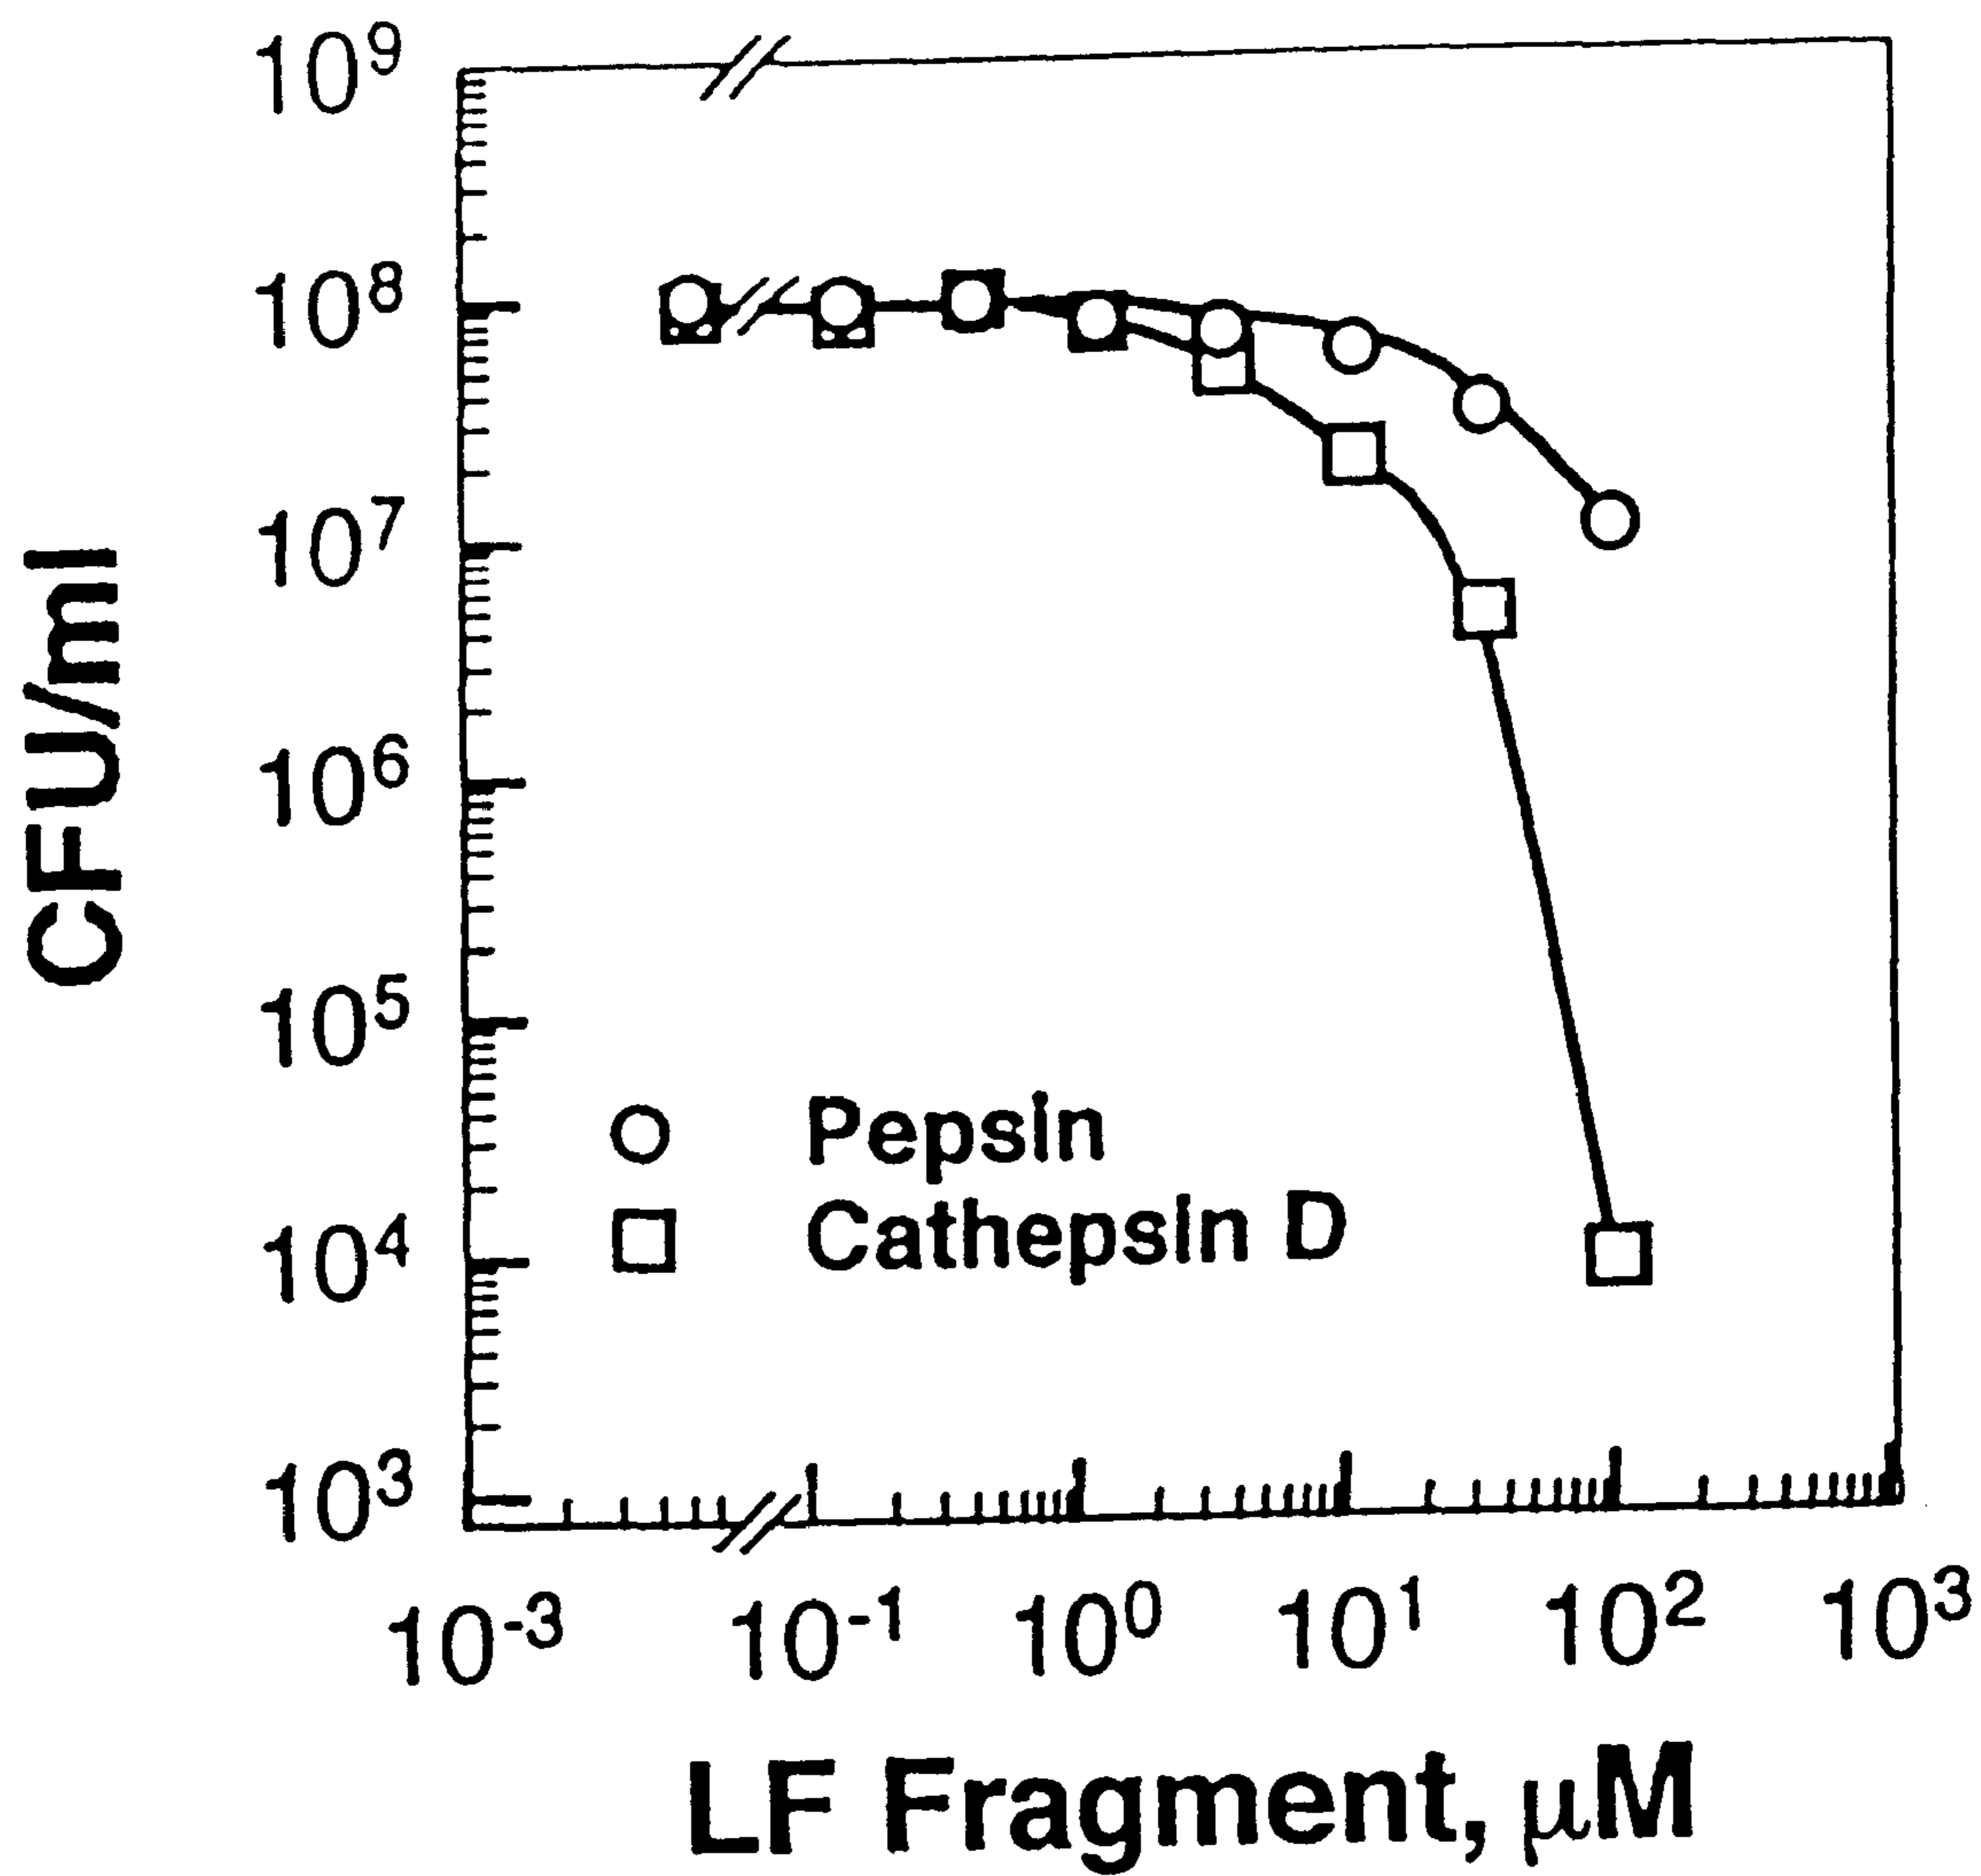 10⁹
10⁸
10⁷
10⁶
10⁵
10⁴
10³
CFU/ml
Pepsin
Cathepsin D
10⁻³ 10⁻¹ 10⁰ 10¹ 10² 10³
LF Fragment, µM